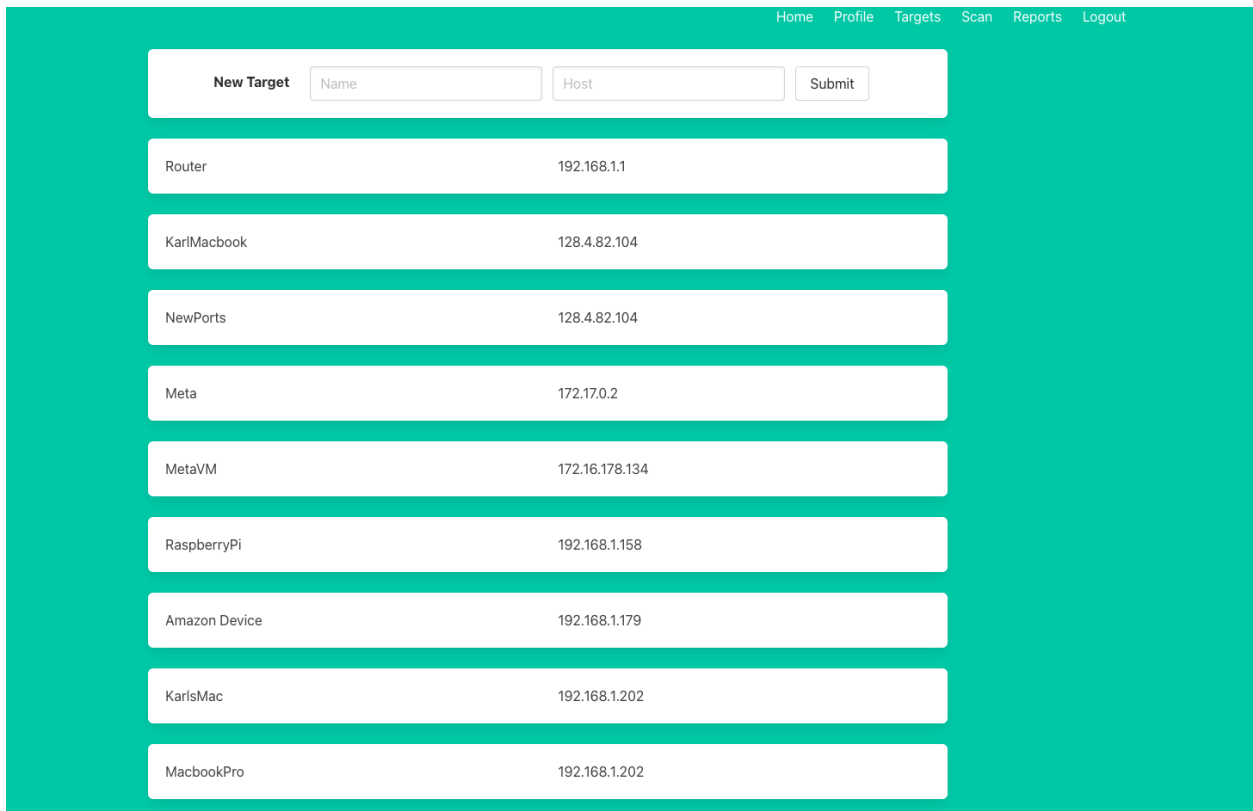 Home Profile Targets Scan Reports Logout
New Target Name Host Submit
Router 192.168.1.1
KarlMacbook 128.4.82.104
NewPorts 128.4.82.104
Meta 172.17.0.2
MetaVM 172.16.178.134
RaspberryPi 192.168.1.158
Amazon Device 192.168.1.179
KarlsMac 192.168.1.202
MacbookPro 192.168.1.202